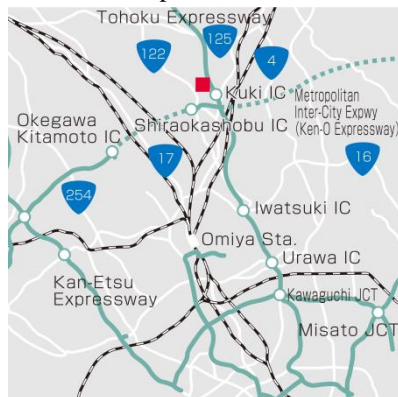 Tohoku Expressway
125
122
4
Kuki IC
Metropolitan
Inter-City Expwy
(Ken-O Expressway)
Shiraokashobu IC
Okegawa
Kitamoto IC
17
16
254
Iwatsuki IC
Omiya Sta.
Urawa IC
Kan-Etsu
Expressway
Kawaguchi JCT
Misato JCT